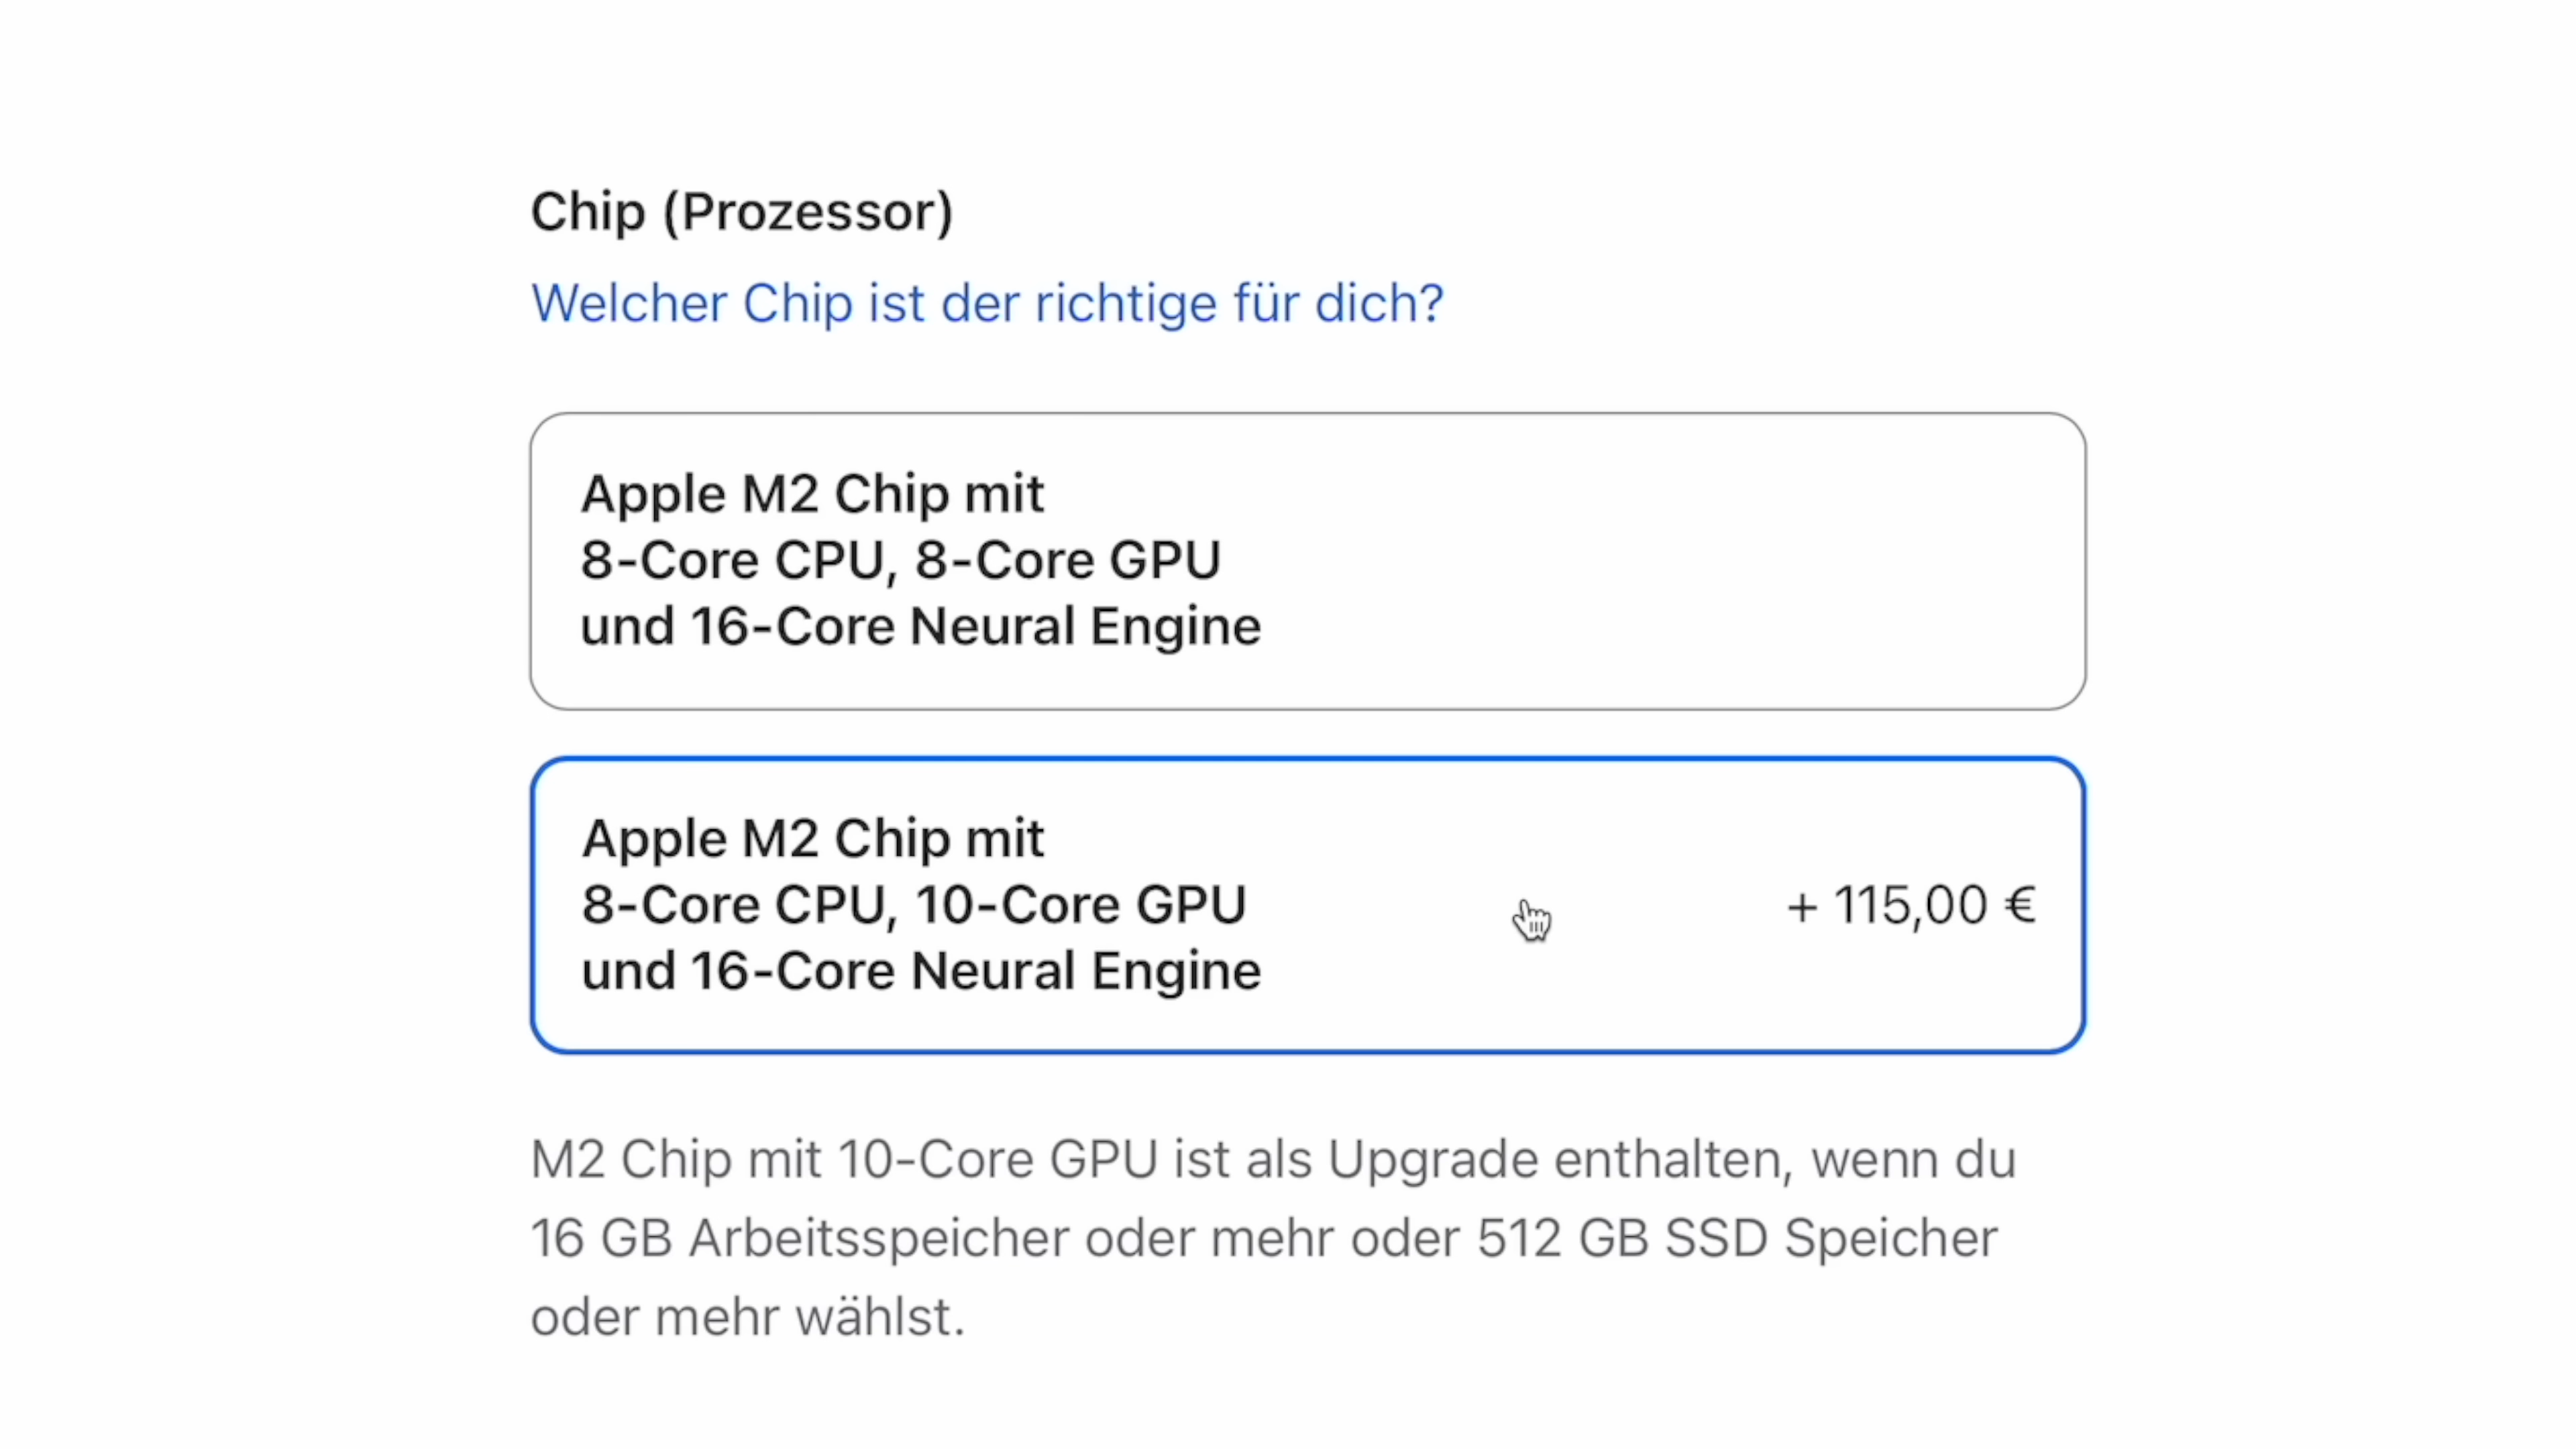 Chip (Prozessor)
Welcher Chip ist der richtige für dich?
Apple M2 Chip mit
8-Core CPU, 8-Core GPU
und 16-Core Neural Engine
Apple M2 Chip mit
8-Core CPU, 10-Core GPU
und 16-Core Neural Engine
+ 115,00 €
M2 Chip mit 10-Core GPU ist als Upgrade enthalten, wenn du
16 GB Arbeitsspeicher oder mehr oder 512 GB SSD Speicher
oder mehr wählst.